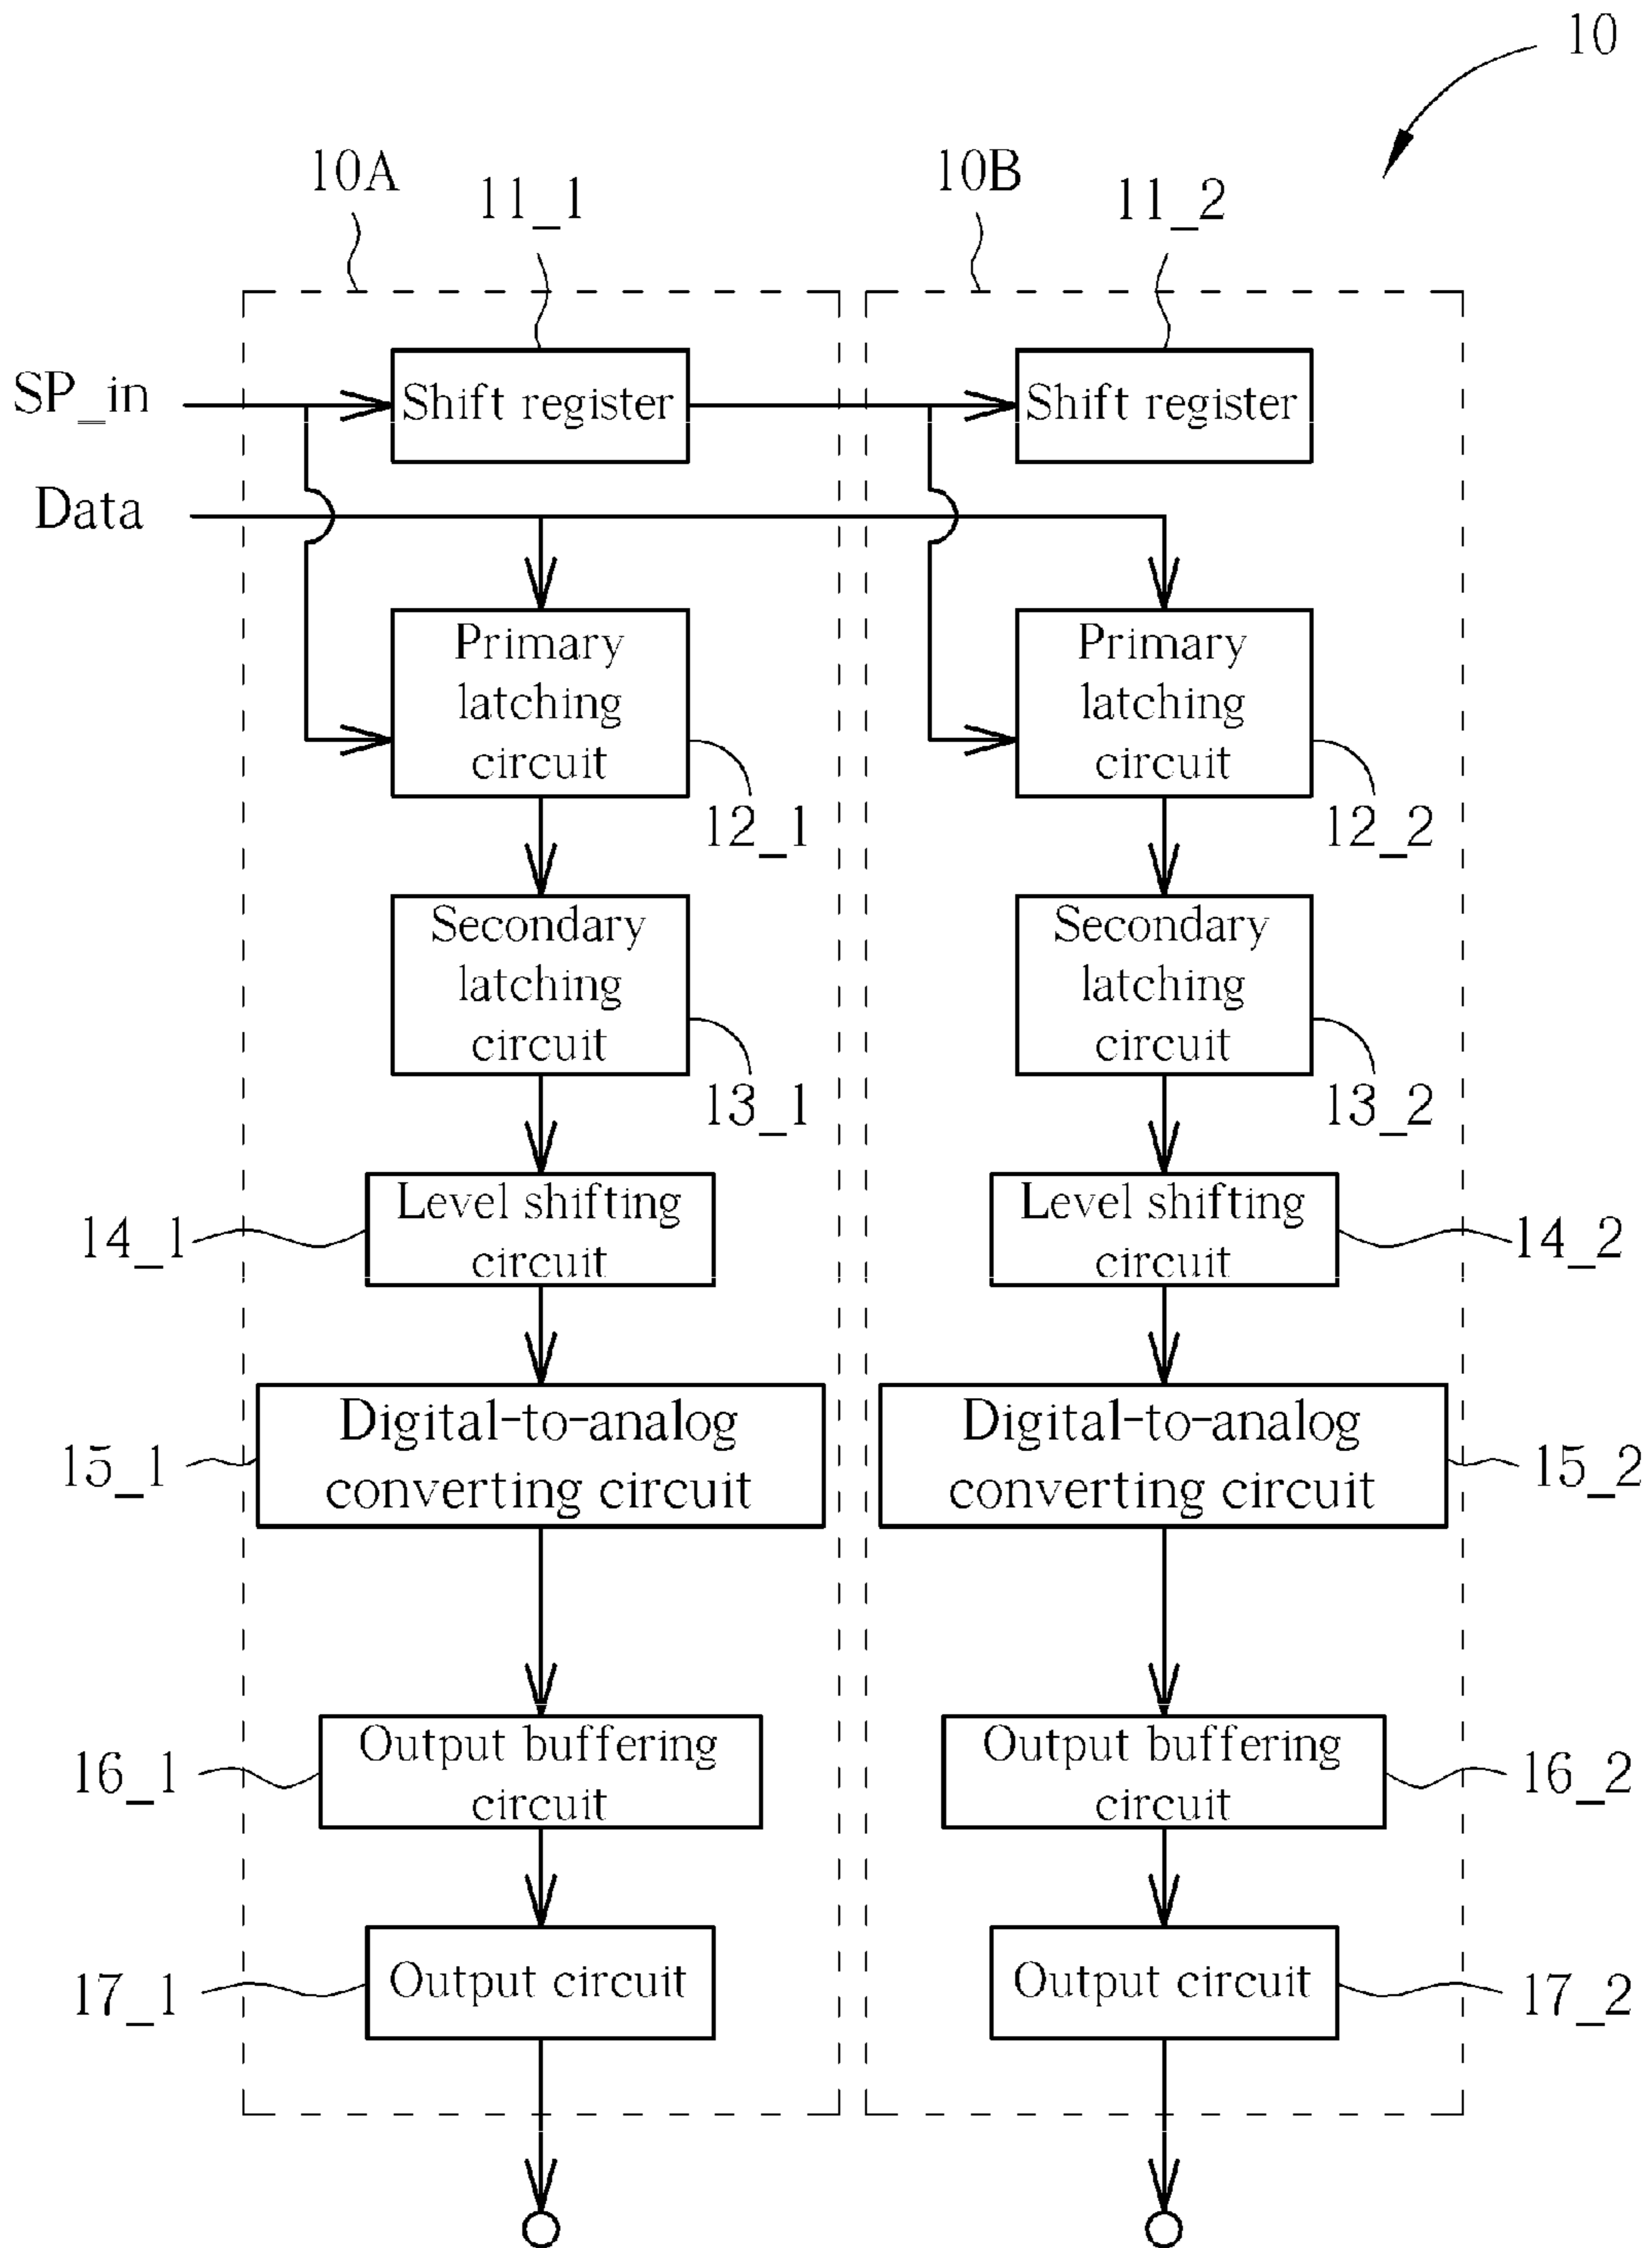 10
10A
11_1
10B
11_2
SP_in
Shift register
Shift register
Data
Primary
latching
circuit
Primary
latching
circuit
12_1
12_2
Secondary
latching
circuit
Secondary
latching
circuit
13_1
13_2
Level shifting
circuit
Level shifting
circuit
14_1
14_2
Digital-to-analog
converting circuit
Digital-to-analog
converting circuit
15_1
15_2
Output buffering
circuit
Output buffering
circuit
16_1
16_2
Output circuit
Output circuit
17_1
17_2